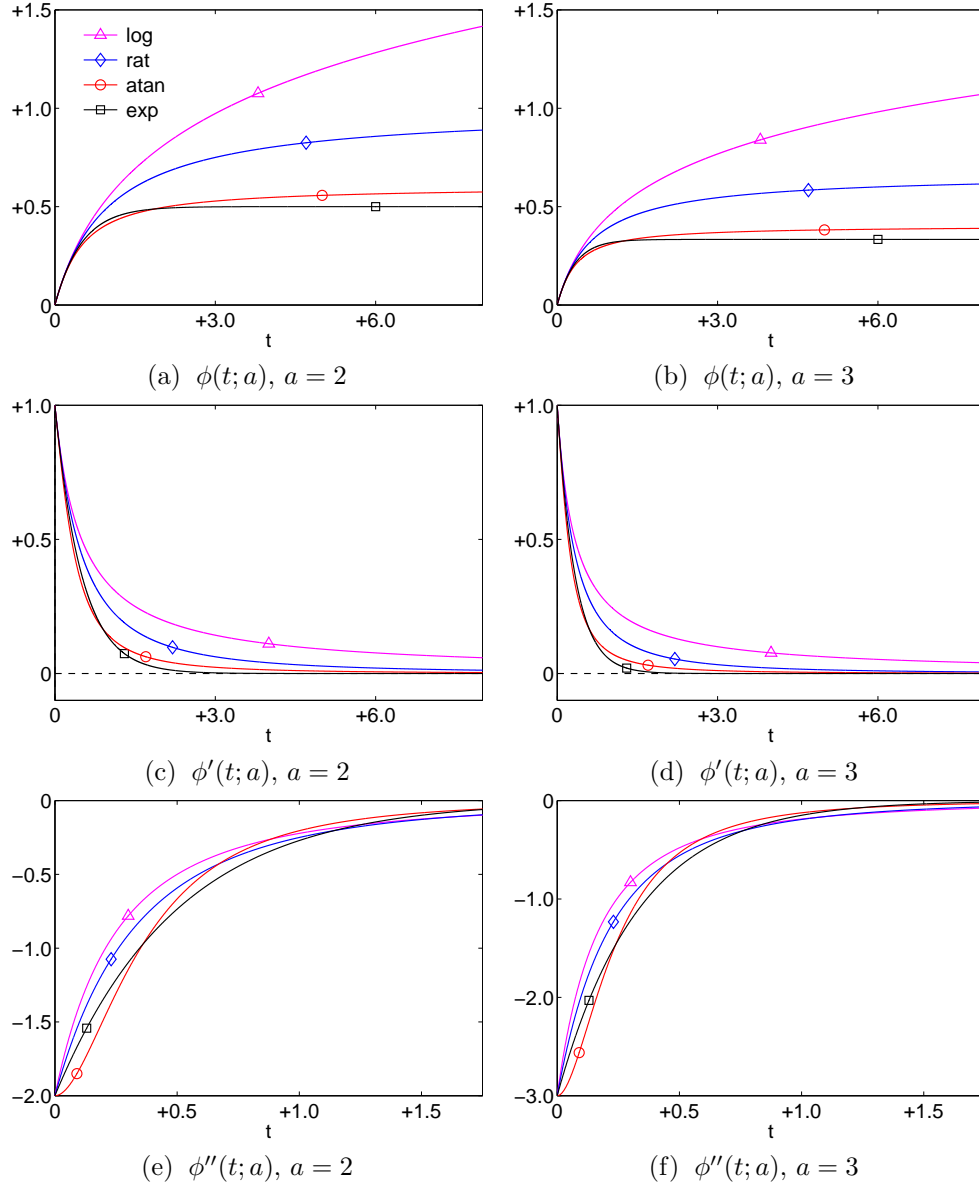 +1.5
+1.0
+0.5
0
log
rat
atan
exp
0 +3.0 +6.0
t
(a) ϕ(t; a), a = 2
+1.5
+1.0
+0.5
0
0 +3.0 +6.0
t
(b) ϕ(t; a), a = 3
+1.0
+0.5
0
0 +3.0 +6.0
t
(c) ϕ′(t; a), a = 2
+1.0
+0.5
0
0 +3.0 +6.0
t
(d) ϕ′(t; a), a = 3
0
−0.5
−1.0
−1.5
−2.0
0 +0.5 +1.0 +1.5
t
(e) ϕ′′(t; a), a = 2
0
−1.0
−2.0
−3.0
0 +0.5 +1.0 +1.5
t
(f) ϕ′′(t; a), a = 3